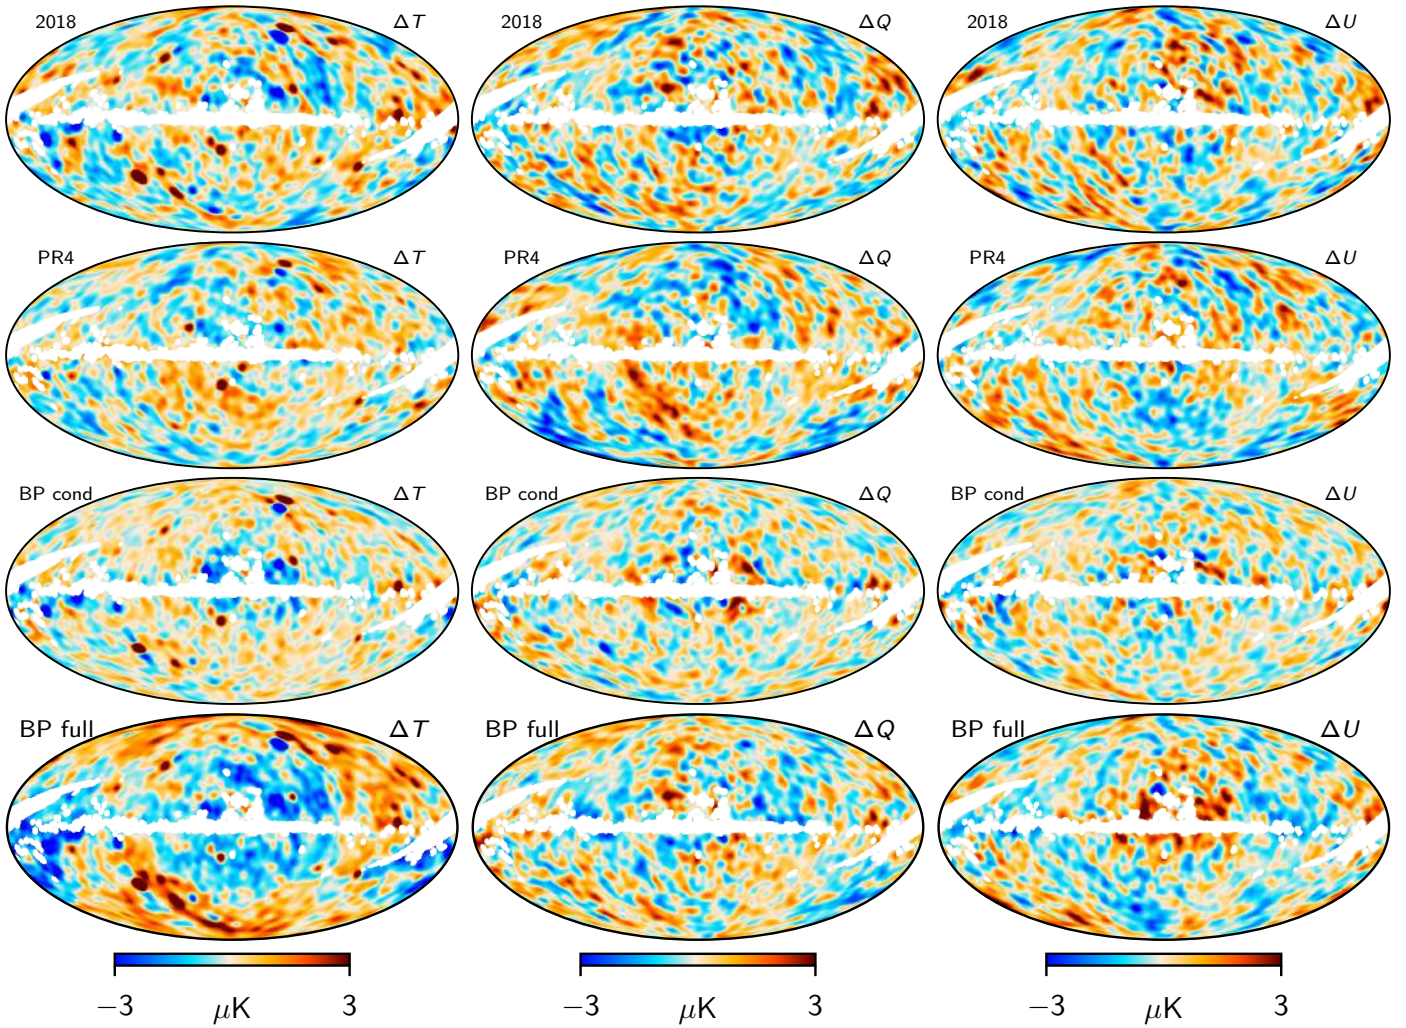 2018 ΔT 2018 ΔQ 2018 ΔU
PR4 ΔT PR4 ΔQ PR4 ΔU
BP cond ΔT BP cond ΔQ BP cond ΔU
BP full ΔT BP full ΔQ BP full ΔU
−3 μK 3 −3 μK 3 −3 μK 3